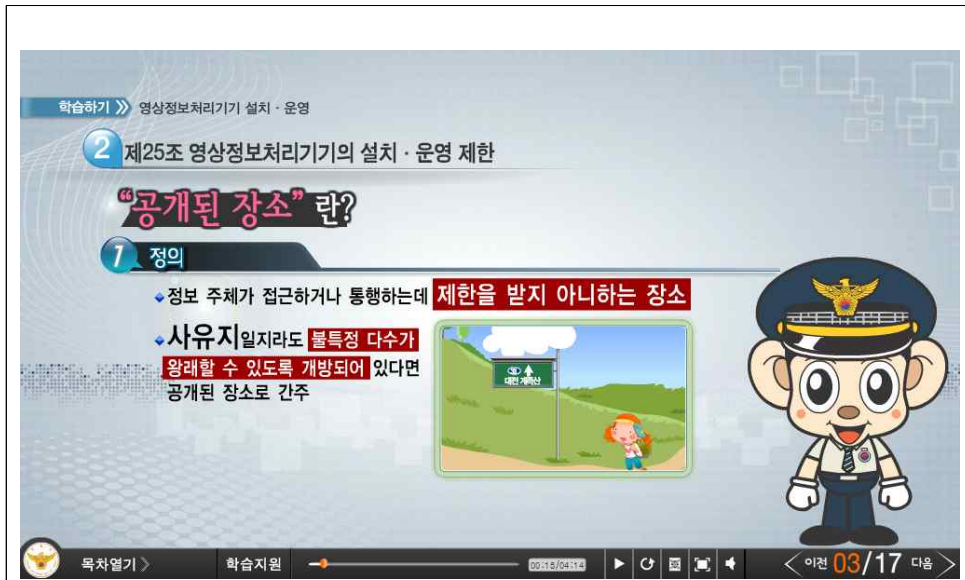 학습하기 》 영상정보처리기기 설치 · 운영
2 제25조 영상정보처리기기의 설치 · 운영 제한
"공개된 장소" 란?
1 정의
정보 주체가 접근하거나 통행하는데 제한을 받지 아니하는 장소
사유지일지라도 불특정 다수가
왕래할 수 있도록 개방되어 있다면
공개된 장소로 간주
대전 계족산
목차열기 〉 학습지원 00:15/04:14 이전 03/17 다음